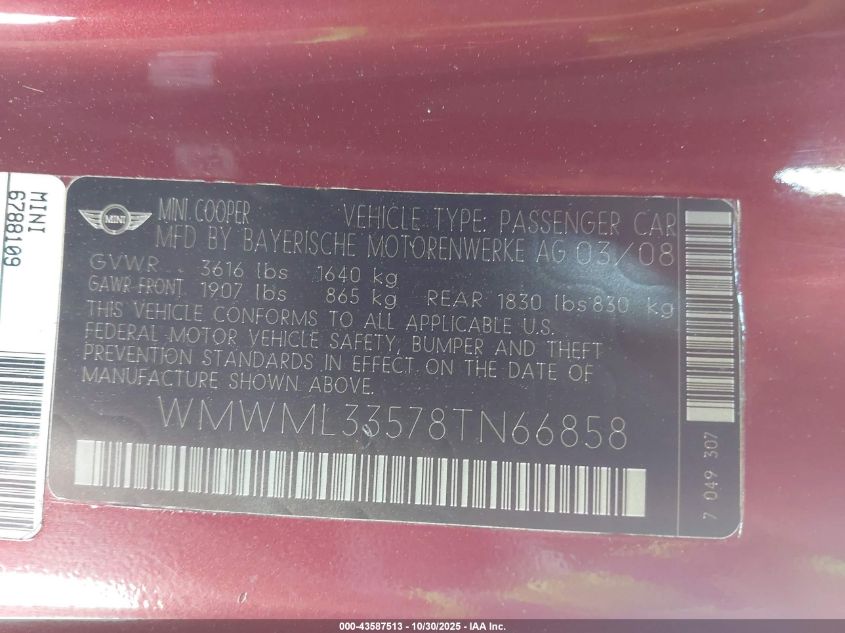 MINI
6788109
MINI
MINI COOPER VEHICLE TYPE: PASSENGER CAR
MFD BY BAYERISCHE MOTORENWERKE AG 03/08
GVWR - 3616 lbs 1640 kg
GAWR FRONT 1907 lbs 865 kg REAR 1830 lbs 830 kg
THIS VEHICLE CONFORMS TO ALL APPLICABLE U.S.
FEDERAL MOTOR VEHICLE SAFETY, BUMPER AND THEFT
PREVENTION STANDARDS IN EFFECT ON THE DATE OF
MANUFACTURE SHOWN ABOVE.
WMWML33578TN66858
7 049 307
000-43587513 - 10/30/2025 - IAA Inc.